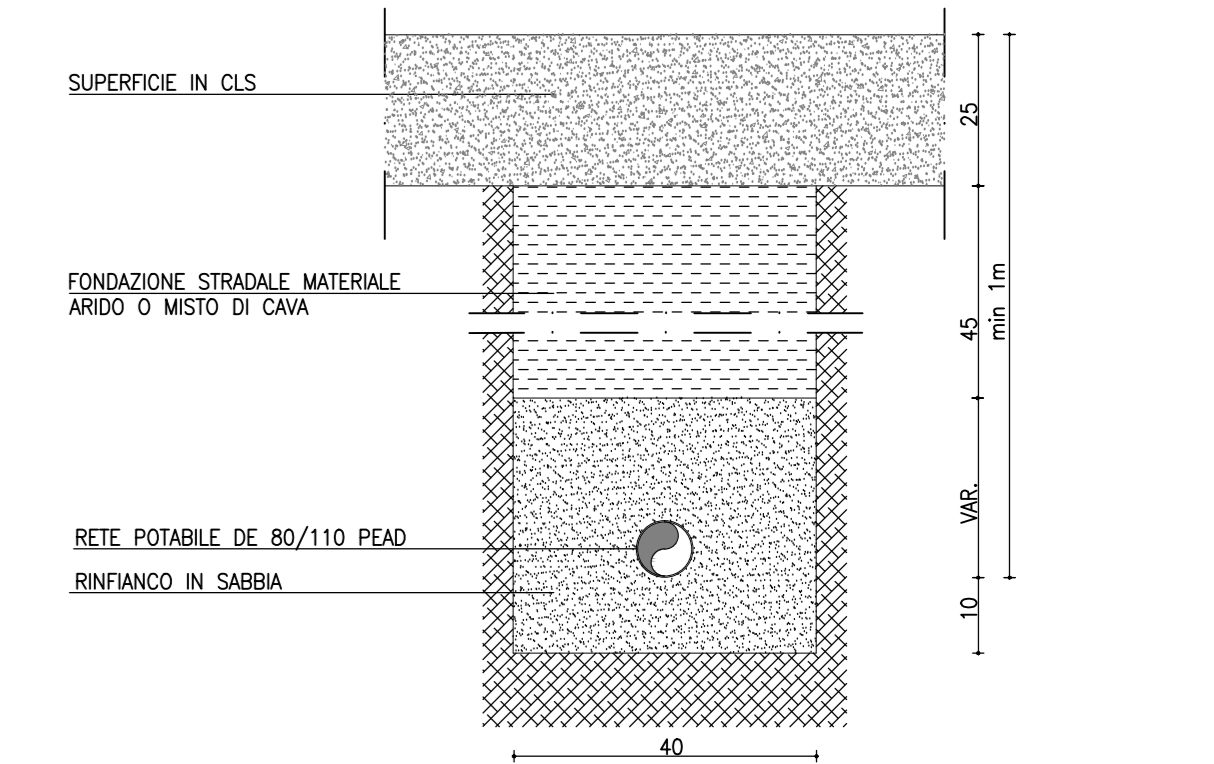 SUPERFICIE IN CLS
25
FONDAZIONE STRADALE MATERIALE
ARIDO O MISTO DI CAVA
45
min 1m
VAR.
RETE POTABILE DE 80/110 PEAD
RINFIANCO IN SABBIA
10
40